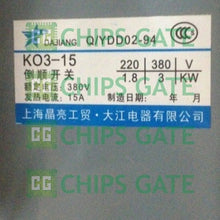 DAJIANG Q/YDD02-94
KO3-15 220 380 V
倒顺开关 1.8 3 KW
额定电压：380V
发热电流：15A 制造日期： 年 月
上海晶亮工贸·大江电器有限公司
CHIPS GATE
CHIPS GATE
CHIPS GATE